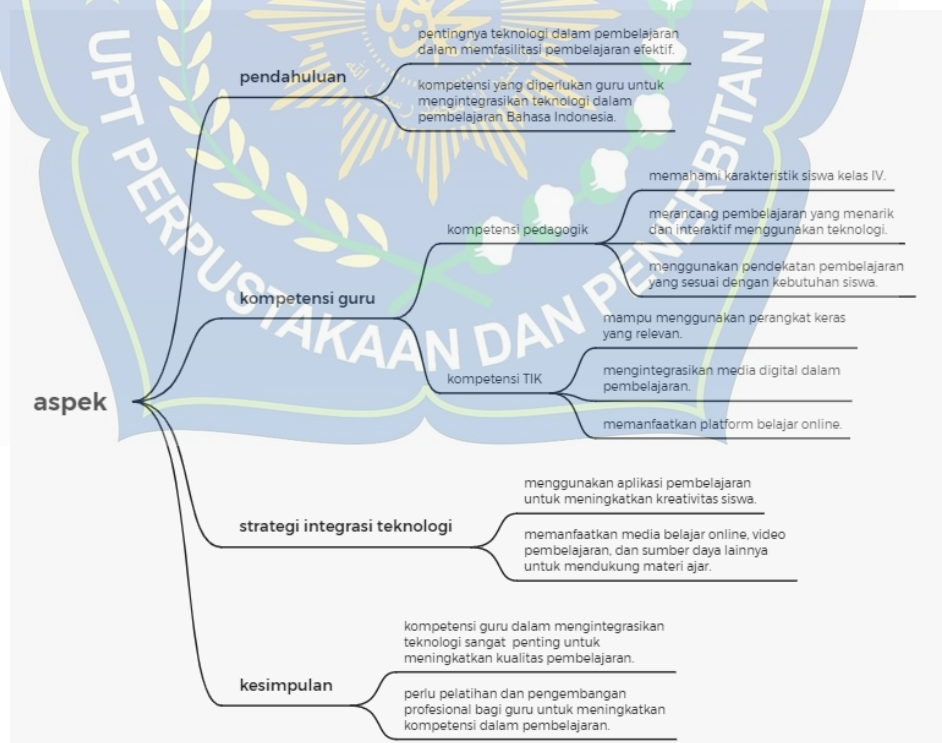 pentingnya teknologi dalam pembelajaran
dalam memfasilitasi pembelajaran efektif.
pendahuluan
kompetensi yang diperlukan guru untuk
mengintegrasikan teknologi dalam
pembelajaran Bahasa Indonesia.
memahami karakteristik siswa kelas IV.
kompetensi pedagogik
merancang pembelajaran yang menarik
dan interaktif menggunakan teknologi.
menggunakan pendekatan pembelajaran
yang sesuai dengan kebutuhan siswa.
kompetensi guru
mampu menggunakan perangkat keras
yang relevan.
kompetensi TIK
mengintegrasikan media digital dalam
pembelajaran.
memanfaatkan platform belajar online.
aspek
menggunakan aplikasi pembelajaran
untuk meningkatkan kreativitas siswa.
strategi integrasi teknologi
memanfaatkan media belajar online, video
pembelajaran, dan sumber daya lainnya
untuk mendukung materi ajar.
kompetensi guru dalam mengintegrasikan
teknologi sangat penting untuk
meningkatkan kualitas pembelajaran.
kesimpulan
perlu pelatihan dan pengembangan
profesional bagi guru untuk meningkatkan
kompetensi dalam pembelajaran.
UPT PERPUSTAKAAN DAN PENERBITAN